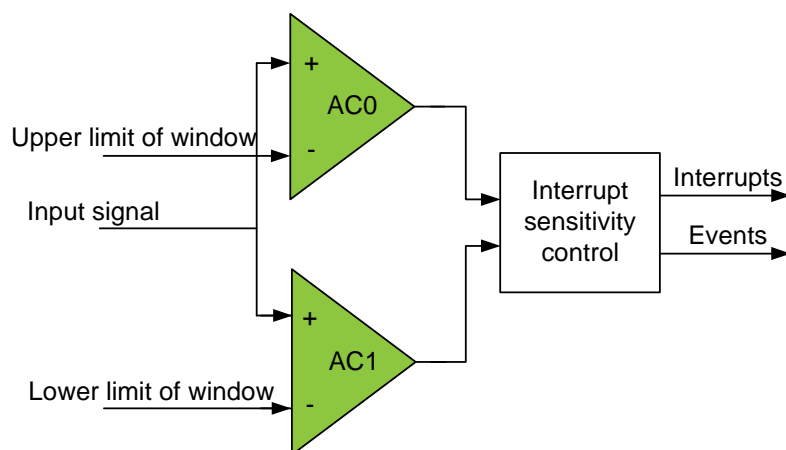 +
AC0
-
Upper limit of window
Input signal
Interrupt
sensitivity
control
Interrupts
Events
+
AC1
-
Lower limit of window